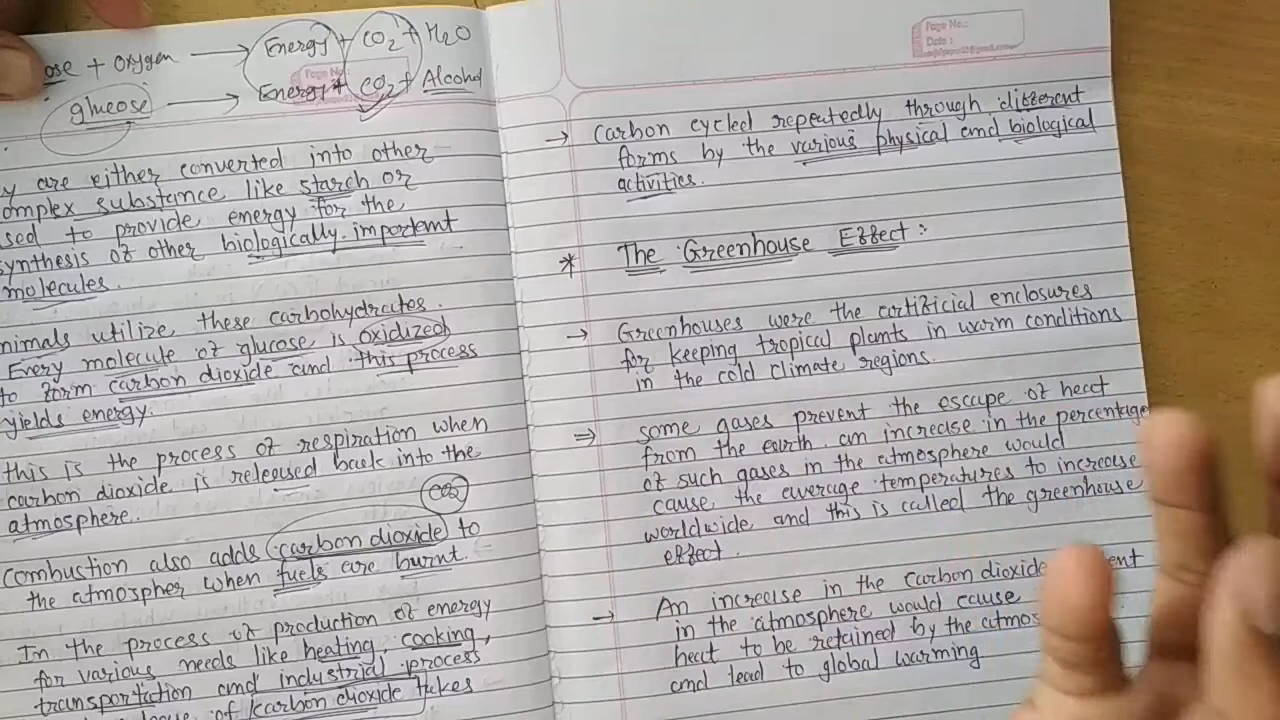 ose + oxygen → Energy + CO2 + H2O
glucose → Energy + CO2 + Alcohol
y are either converted into other
omplex substance like starch or
sed to provide energy for the
synthesis of other biologically important
molecules.
nimals utilize these carbohydrates.
Every molecule of glucose is oxidized
to form carbon dioxide and this process
yields energy.
this is the process of respiration when
carbon dioxide is released back into the
atmosphere.
CO2
Combustion also adds carbon dioxide to
the atmospher when fuels are burnt.
In the process of production of energy
for various needs like heating, cooking,
transportation and industrial process
of carbon dioxide takes
Page No.:
Date:
→ Carbon cycled repeatedly through different
forms by the various physical and biological
activities.
* The Greenhouse Effect:
→ Greenhouses were the artificial enclosures
for keeping tropical plants in warm conditions
in the cold climate regions.
⇒ some gases prevent the escape of heat
from the earth. an increase in the percentage
of such gases in the atmosphere would
cause the average temperatures to increase
worldwide and this is called the greenhouse
effect.
→ An increase in the carbon dioxide ent
in the atmosphere would cause
heat to be retained by the atmos
and lead to global warming